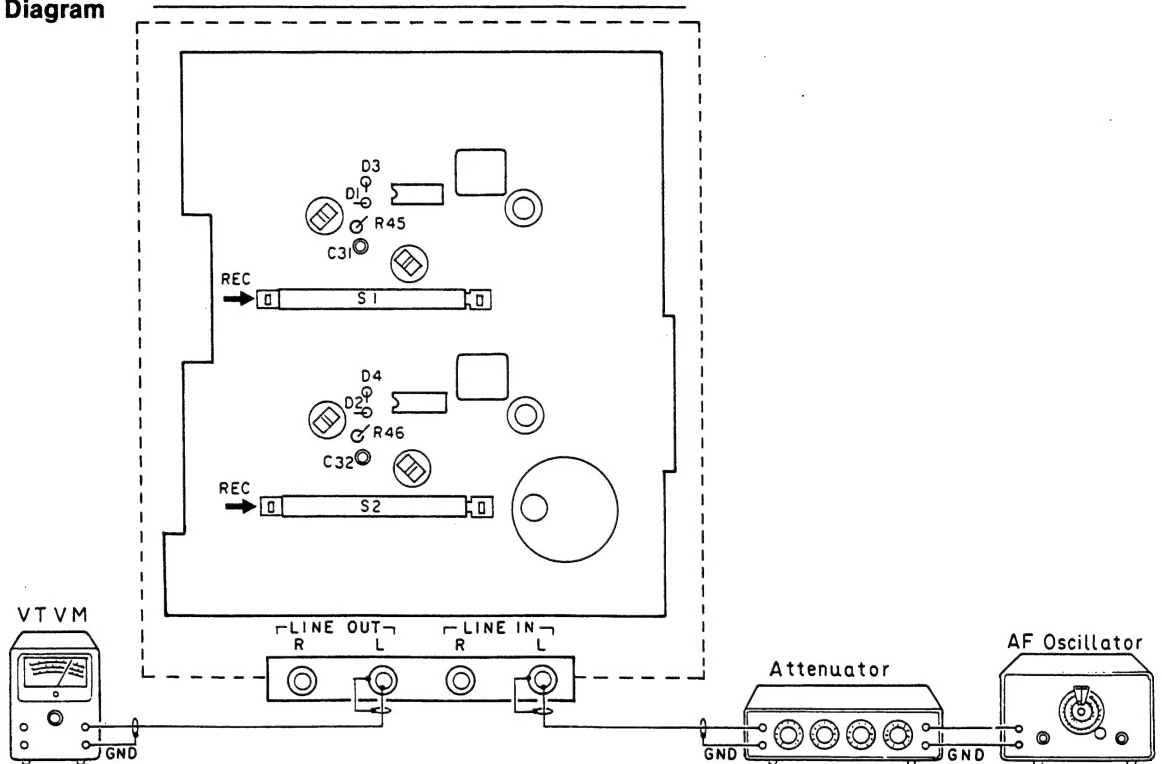 Diagram
D3
D1
R45
C31
REC
S1
D4
D2
R46
C32
REC
S2
VTVM
LINE OUT
LINE IN
R L R L
AF Oscillator
Attenuator
GND
GND
GND